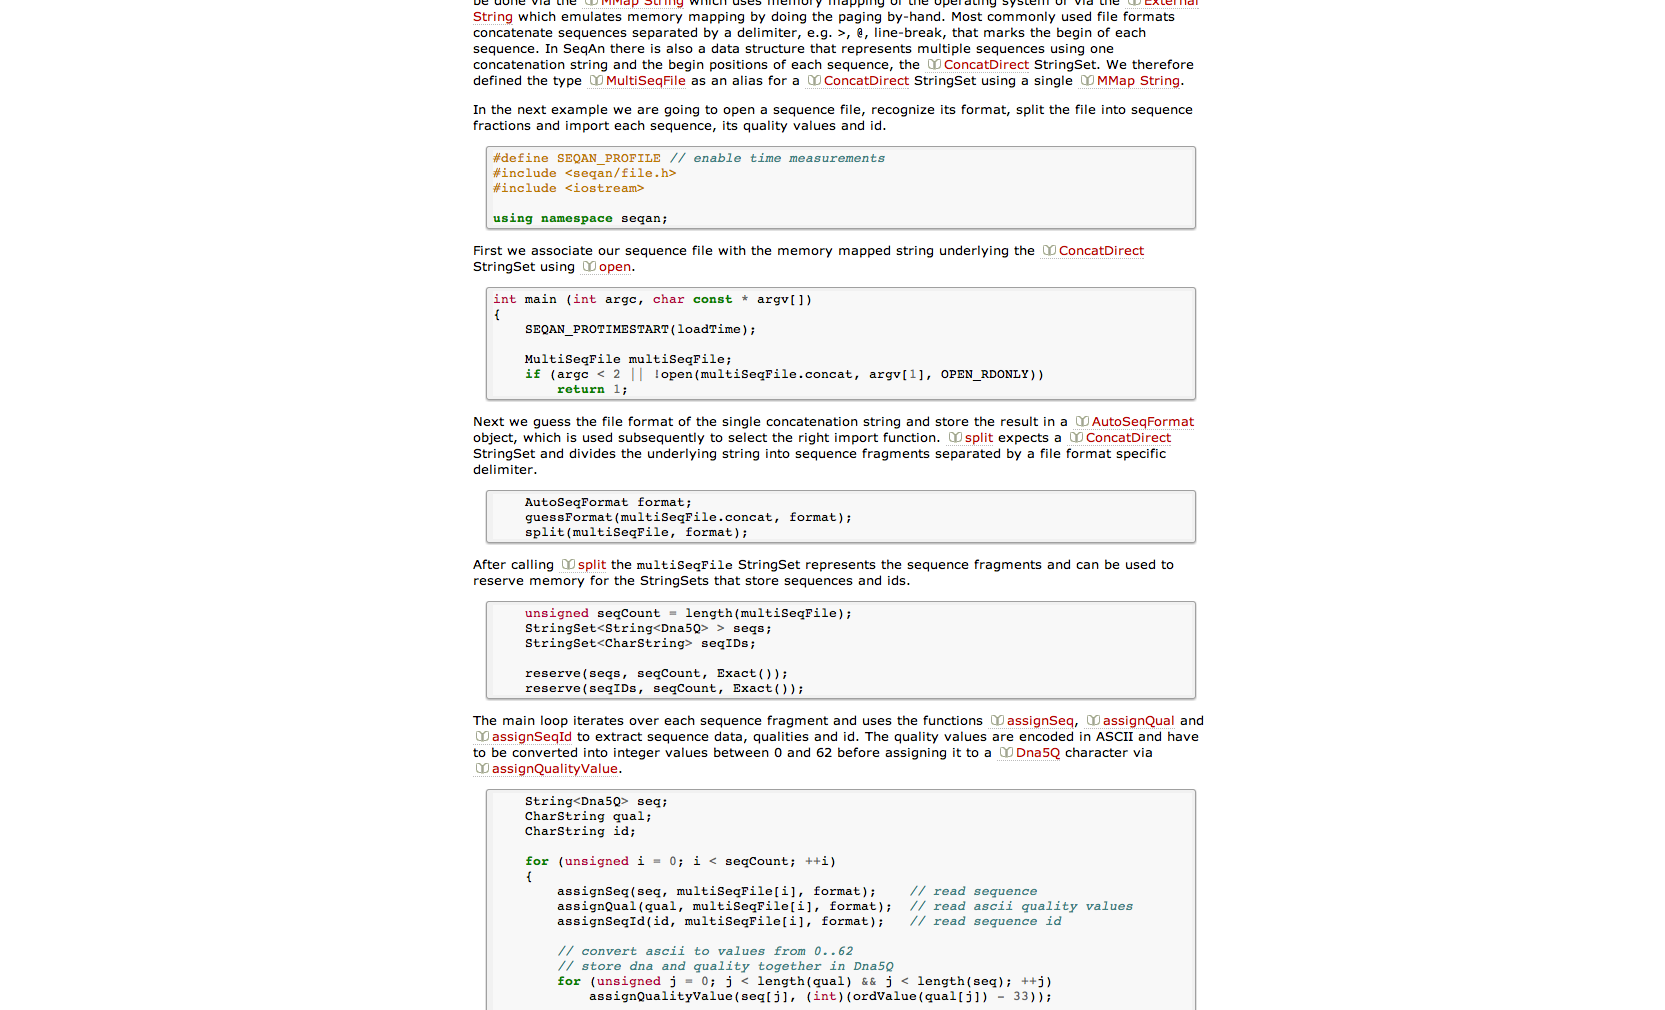 be done via the MMap String which uses memory mapping of the operating system or via the External
String which emulates memory mapping by doing the paging by-hand. Most commonly used file formats
concatenate sequences separated by a delimiter, e.g. >, @, line-break, that marks the begin of each
sequence. In SeqAn there is also a data structure that represents multiple sequences using one
concatenation string and the begin positions of each sequence, the ConcatDirect StringSet. We therefore
defined the type MultiSeqFile as an alias for a ConcatDirect StringSet using a single MMap String.
In the next example we are going to open a sequence file, recognize its format, split the file into sequence
fractions and import each sequence, its quality values and id.
#define SEQAN_PROFILE // enable time measurements
#include <seqan/file.h>
#include <iostream>
using namespace seqan;
First we associate our sequence file with the memory mapped string underlying the ConcatDirect
StringSet using open.
int main (int argc, char const * argv[])
{
    SEQAN_PROTIMESTART(loadTime);
    MultiSeqFile multiSeqFile;
    if (argc < 2 || !open(multiSeqFile.concat, argv[1], OPEN_RDONLY))
        return 1;
Next we guess the file format of the single concatenation string and store the result in a AutoSeqFormat
object, which is used subsequently to select the right import function. split expects a ConcatDirect
StringSet and divides the underlying string into sequence fragments separated by a file format specific
delimiter.
    AutoSeqFormat format;
    guessFormat(multiSeqFile.concat, format);
    split(multiSeqFile, format);
After calling split the multiSeqFile StringSet represents the sequence fragments and can be used to
reserve memory for the StringSets that store sequences and ids.
    unsigned seqCount = length(multiSeqFile);
    StringSet<String<Dna5Q> > seqs;
    StringSet<CharString> seqIDs;
    reserve(seqs, seqCount, Exact());
    reserve(seqIDs, seqCount, Exact());
The main loop iterates over each sequence fragment and uses the functions assignSeq, assignQual and
assignSeqId to extract sequence data, qualities and id. The quality values are encoded in ASCII and have
to be converted into integer values between 0 and 62 before assigning it to a Dna5Q character via
assignQualityValue.
    String<Dna5Q> seq;
    CharString qual;
    CharString id;
    for (unsigned i = 0; i < seqCount; ++i)
    {
        assignSeq(seq, multiSeqFile[i], format);    // read sequence
        assignQual(qual, multiSeqFile[i], format);  // read ascii quality values
        assignSeqId(id, multiSeqFile[i], format);   // read sequence id
        // convert ascii to values from 0..62
        // store dna and quality together in Dna5Q
        for (unsigned j = 0; j < length(qual) && j < length(seq); ++j)
            assignQualityValue(seq[j], (int)(ordValue(qual[j]) - 33));